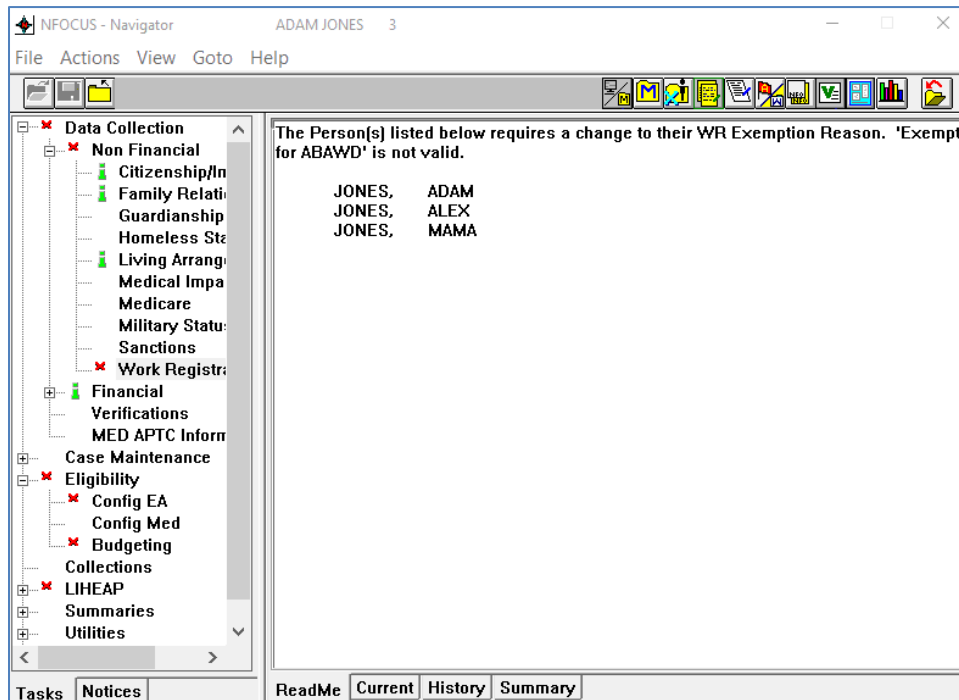 NFOCUS - Navigator ADAM JONES 3
File Actions View Goto Help
Data Collection
Non Financial
Citizenship/In
Family Relati
Guardianship
Homeless Sta
Living Arrang
Medical Impa
Medicare
Military Statu
Sanctions
Work Registra
Financial
Verifications
MED APTC Inform
Case Maintenance
Eligibility
Config EA
Config Med
Budgeting
Collections
LIHEAP
Summaries
Utilities
Tasks Notices
The Person(s) listed below requires a change to their WR Exemption Reason. 'Exempt
for ABAWD' is not valid.
JONES, ADAM
JONES, ALEX
JONES, MAMA
ReadMe Current History Summary